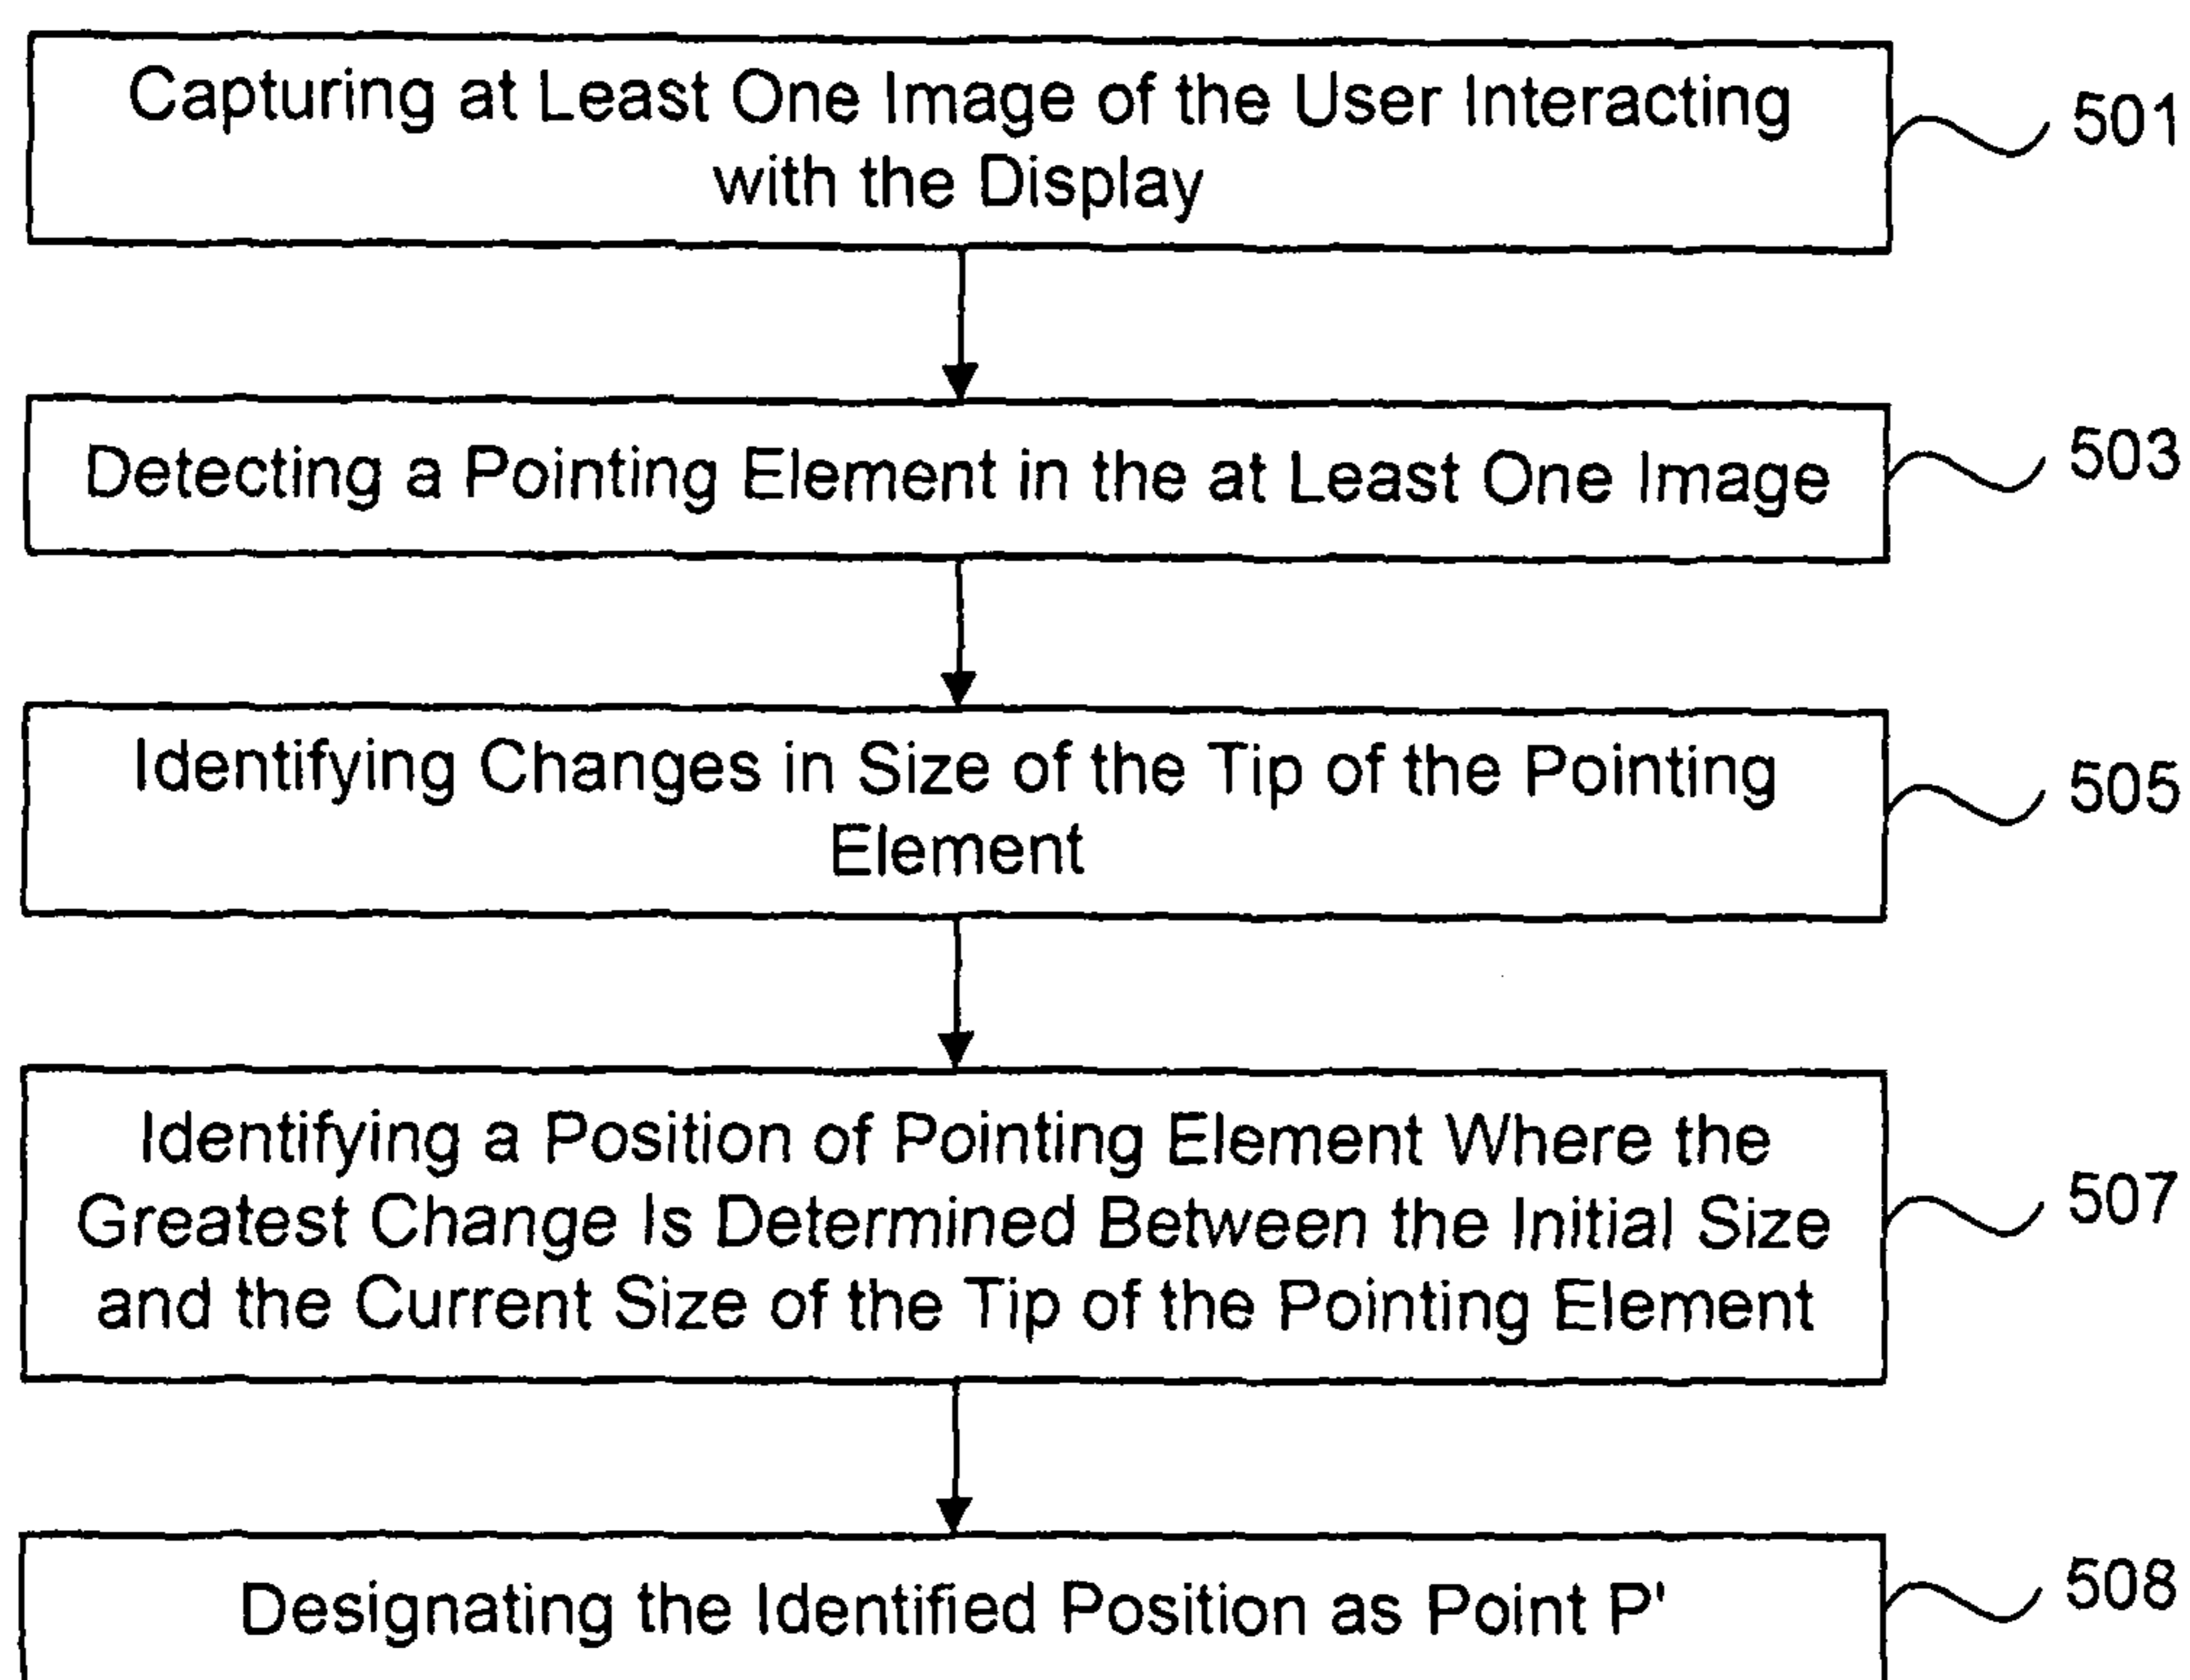 Capturing at Least One Image of the User Interacting
with the Display
501
Detecting a Pointing Element in the at Least One Image
503
Identifying Changes in Size of the Tip of the Pointing
Element
505
Identifying a Position of Pointing Element Where the
Greatest Change Is Determined Between the Initial Size
and the Current Size of the Tip of the Pointing Element
507
Designating the Identified Position as Point P'
508